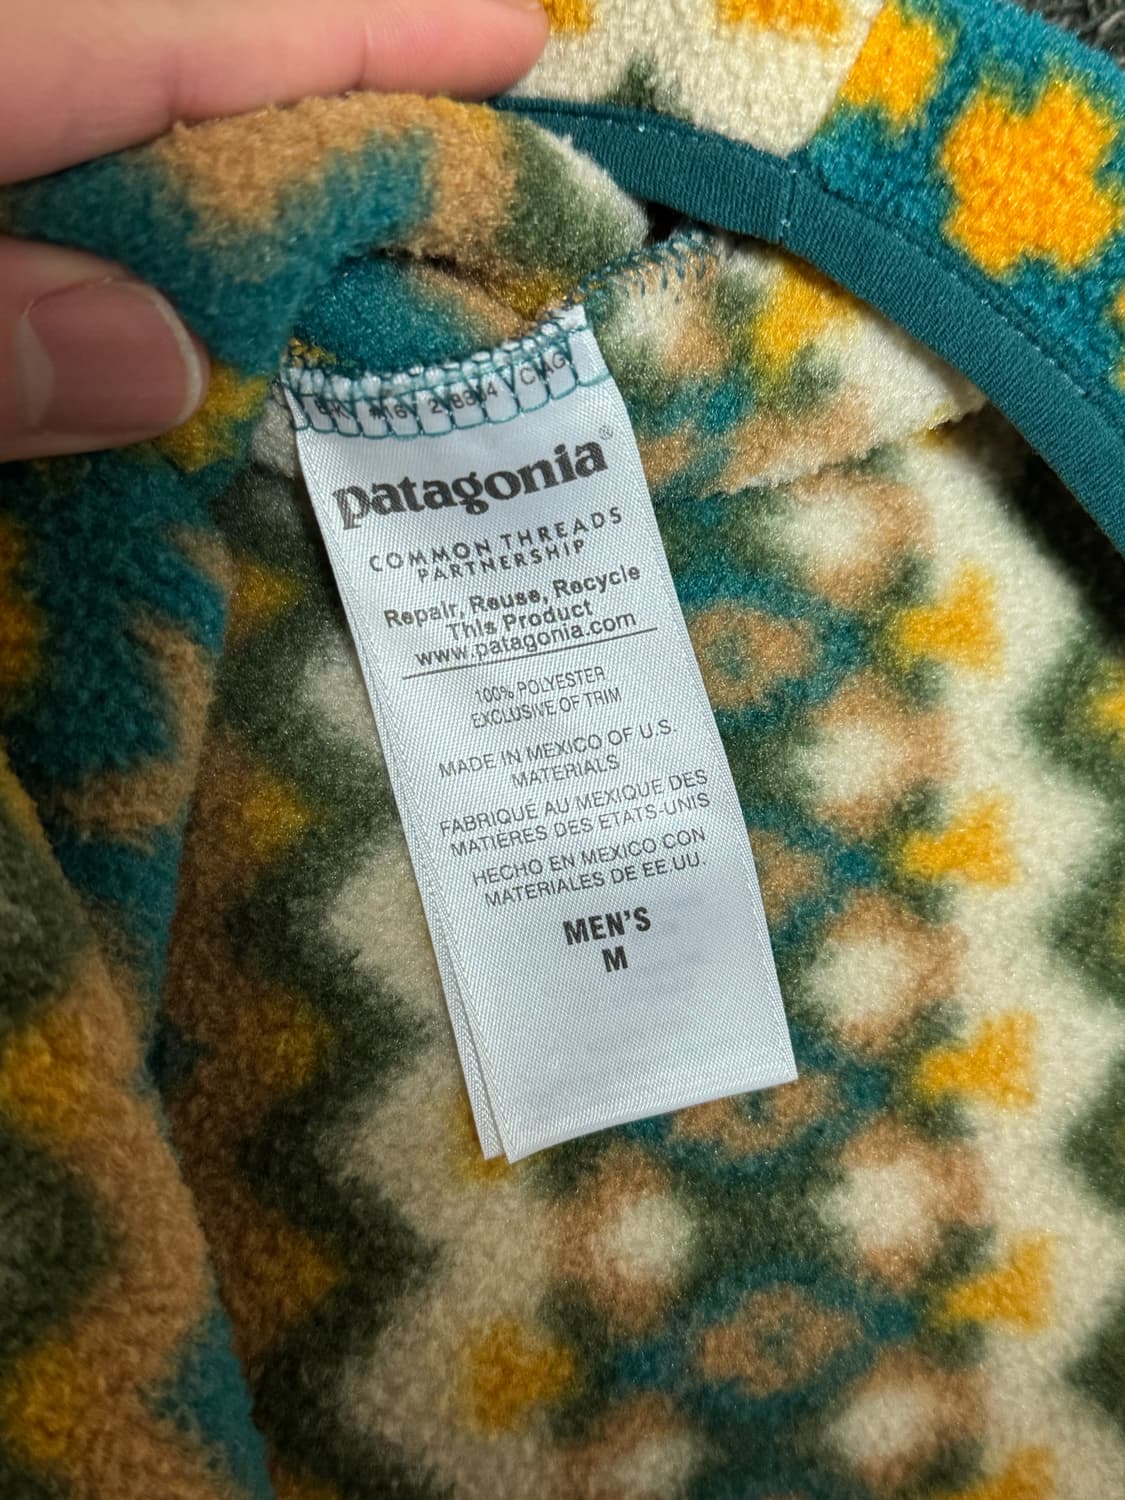 patagonia®
COMMON THREADS
PARTNERSHIP
Repair, Reuse, Recycle
This Product
www.patagonia.com
100% POLYESTER
EXCLUSIVE OF TRIM
MADE IN MEXICO OF U.S.
MATERIALS
FABRIQUÉ AU MEXIQUE DES
MATIÈRES DES ETATS-UNIS
HECHO EN MEXICO CON
MATERIALES DE EE.UU.
MEN'S
M